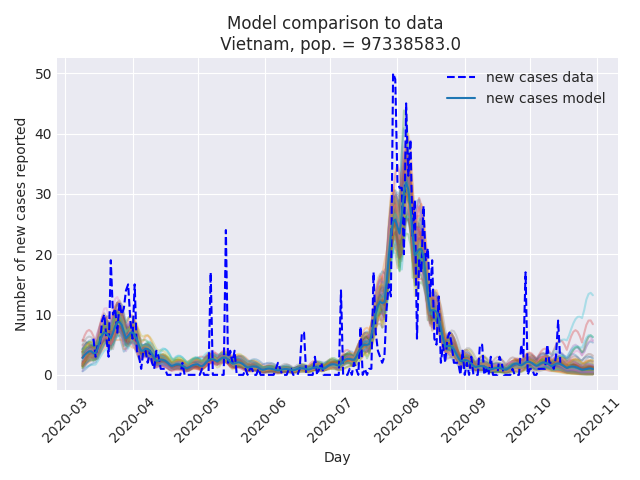 Model comparison to data
Vietnam, pop. = 97338583.0
new cases data
new cases model
Number of new cases reported
50
40
30
20
10
0
2020-03
2020-04
2020-05
2020-06
2020-07
2020-08
2020-09
2020-10
2020-11
Day